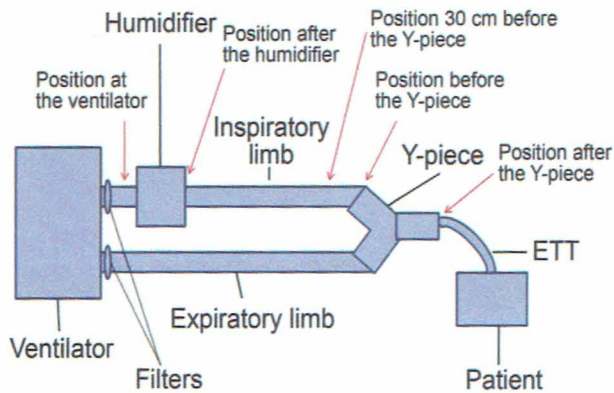 Humidifier
Position 30 cm before
the Y-piece
Position after
the humidifier
Position at
the ventilator
Position before
the Y-piece
Inspiratory
limb
Y-piece
Position after
the Y-piece
ETT
Expiratory limb
Ventilator
Filters
Patient